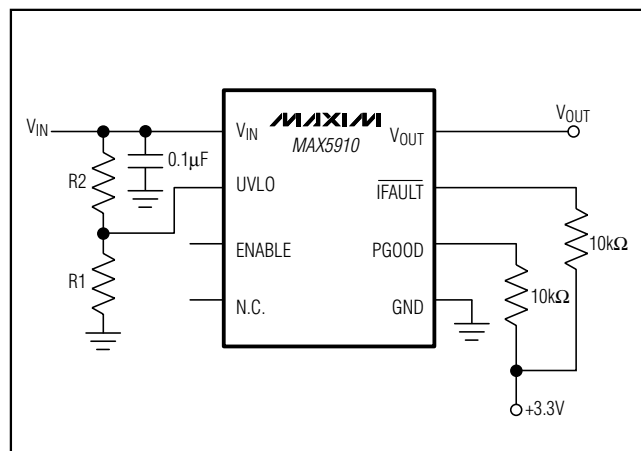 MAXIM
MAX5910
VIN
VIN
VOUT
VOUT
0.1µF
R2
UVLO
IFAULT
ENABLE
PGOOD
10kΩ
10kΩ
R1
N.C.
GND
+3.3V